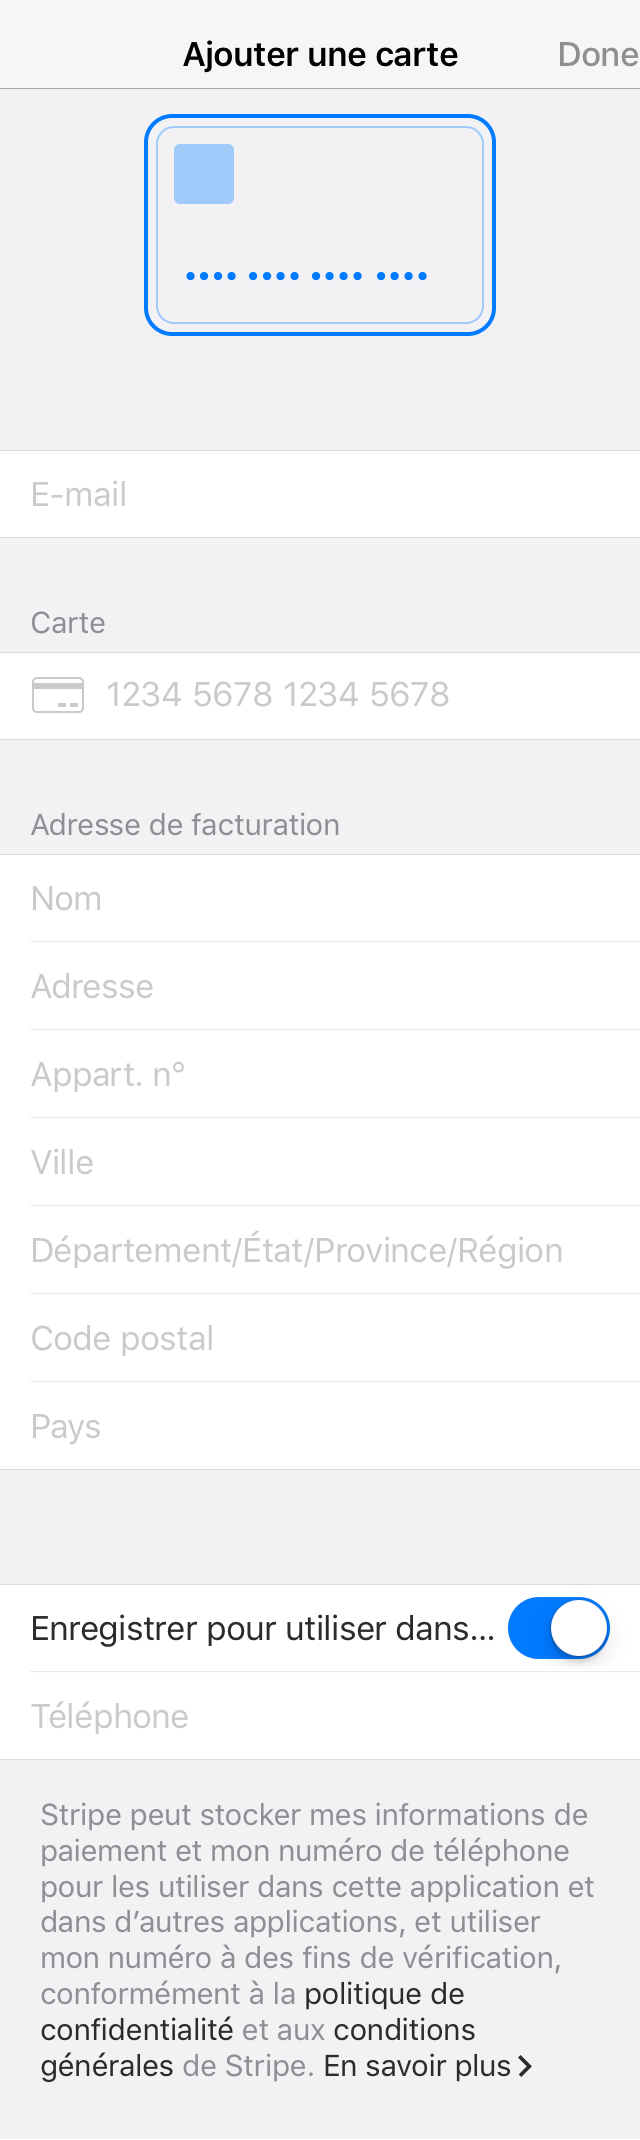 Ajouter une carte
Done
•••• •••• •••• ••••
E-mail
Carte
1234 5678 1234 5678
Adresse de facturation
Nom
Adresse
Appart. n°
Ville
Département/État/Province/Région
Code postal
Pays
Enregistrer pour utiliser dans...
Téléphone
Stripe peut stocker mes informations de
paiement et mon numéro de téléphone
pour les utiliser dans cette application et
dans d’autres applications, et utiliser
mon numéro à des fins de vérification,
conformément à la politique de
confidentialité et aux conditions
générales de Stripe. En savoir plus